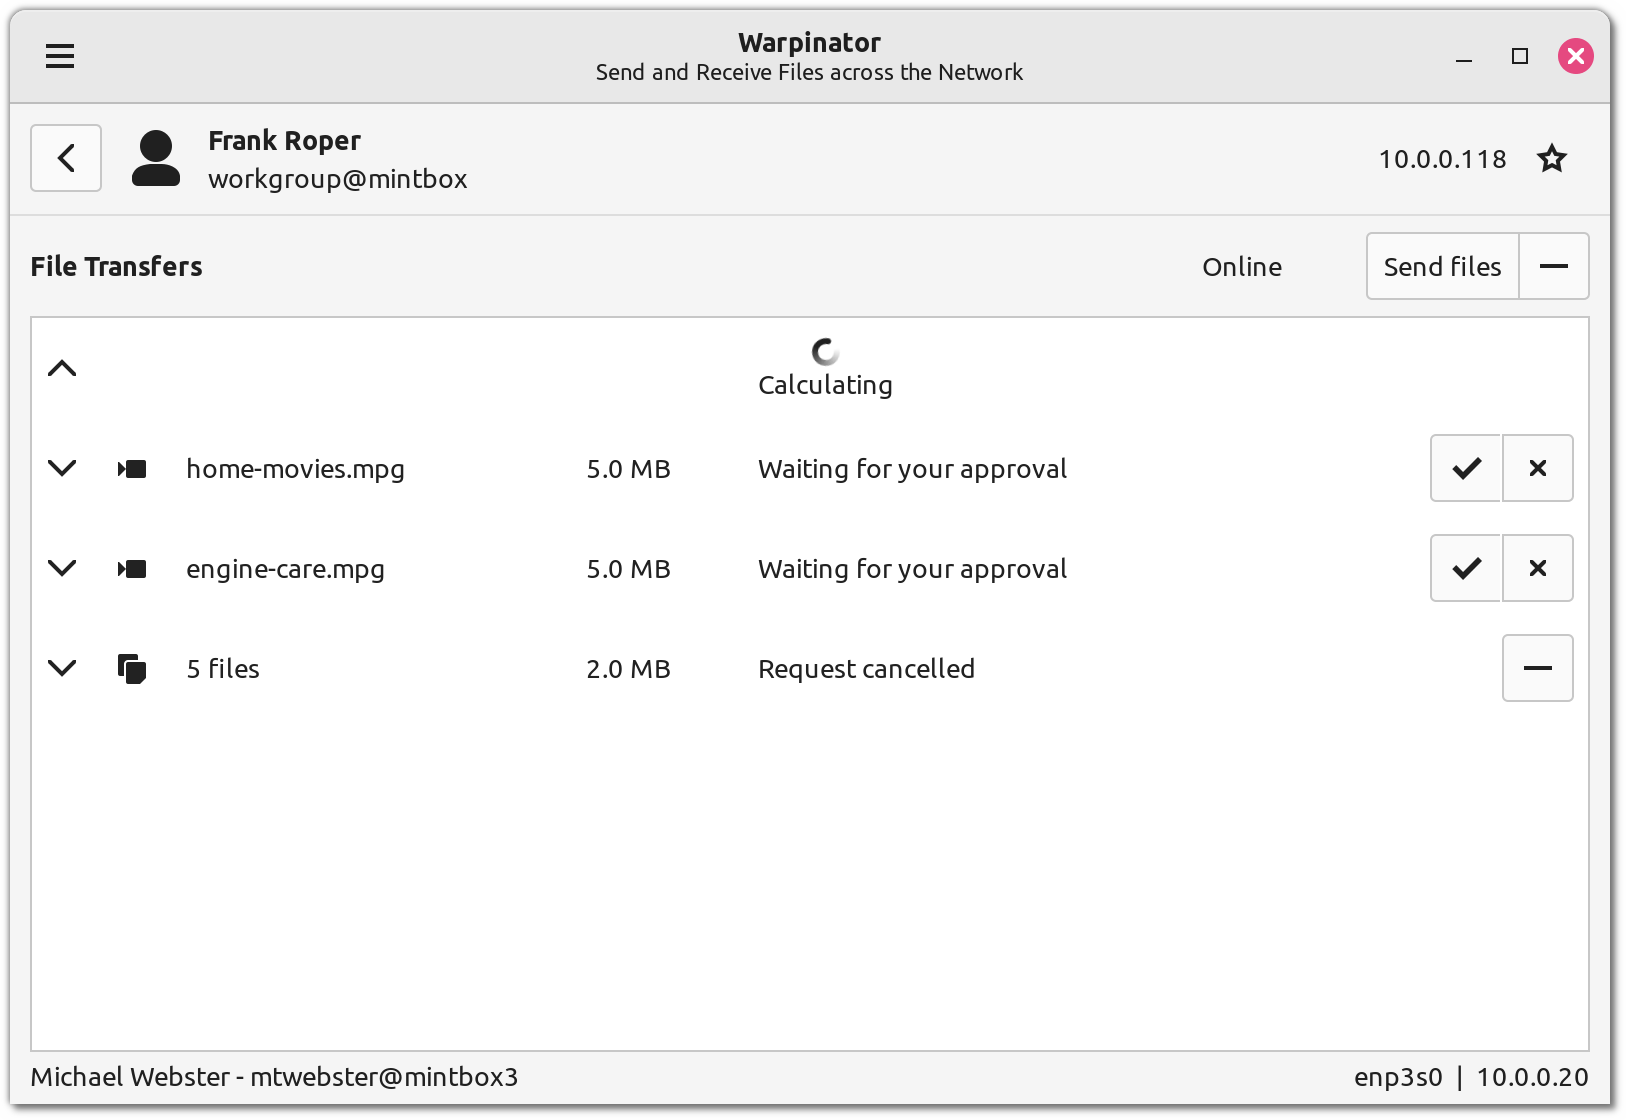 Warpinator
Send and Receive Files across the Network
Frank Roper
workgroup@mintbox
10.0.0.118
File Transfers
Online
Send files
Calculating
home-movies.mpg 5.0 MB Waiting for your approval
engine-care.mpg 5.0 MB Waiting for your approval
5 files 2.0 MB Request cancelled
Michael Webster - mtwebster@mintbox3
enp3s0 | 10.0.0.20